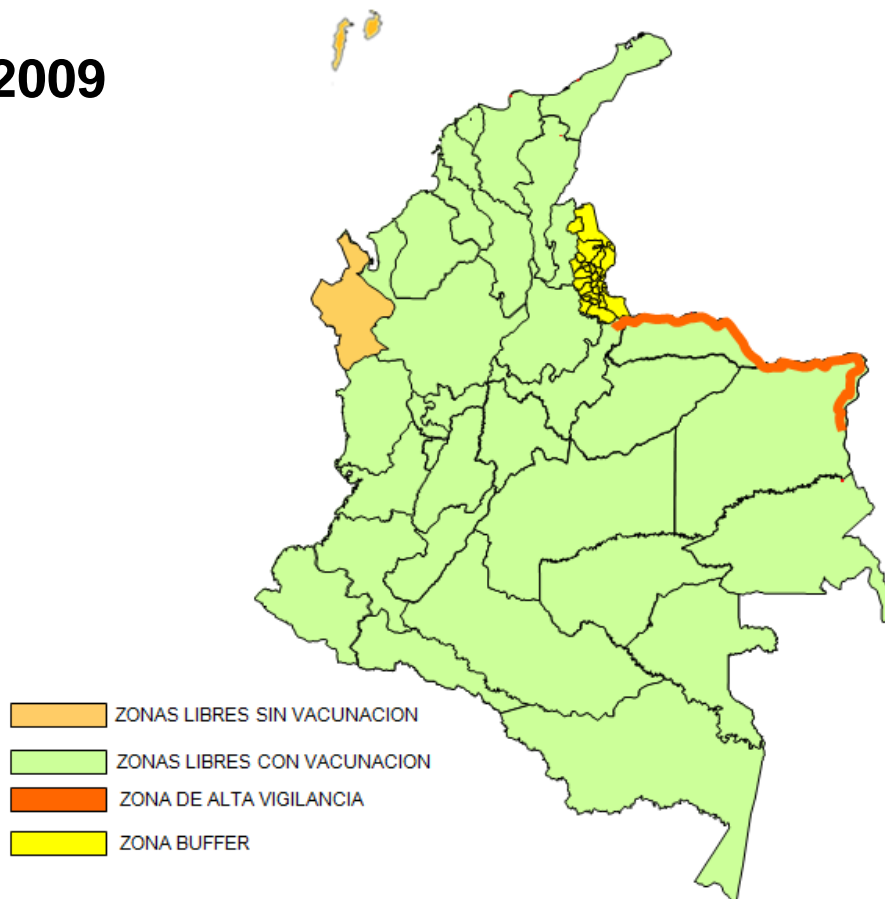 2009
ZONAS LIBRES SIN VACUNACION
ZONAS LIBRES CON VACUNACION
ZONA DE ALTA VIGILANCIA
ZONA BUFFER